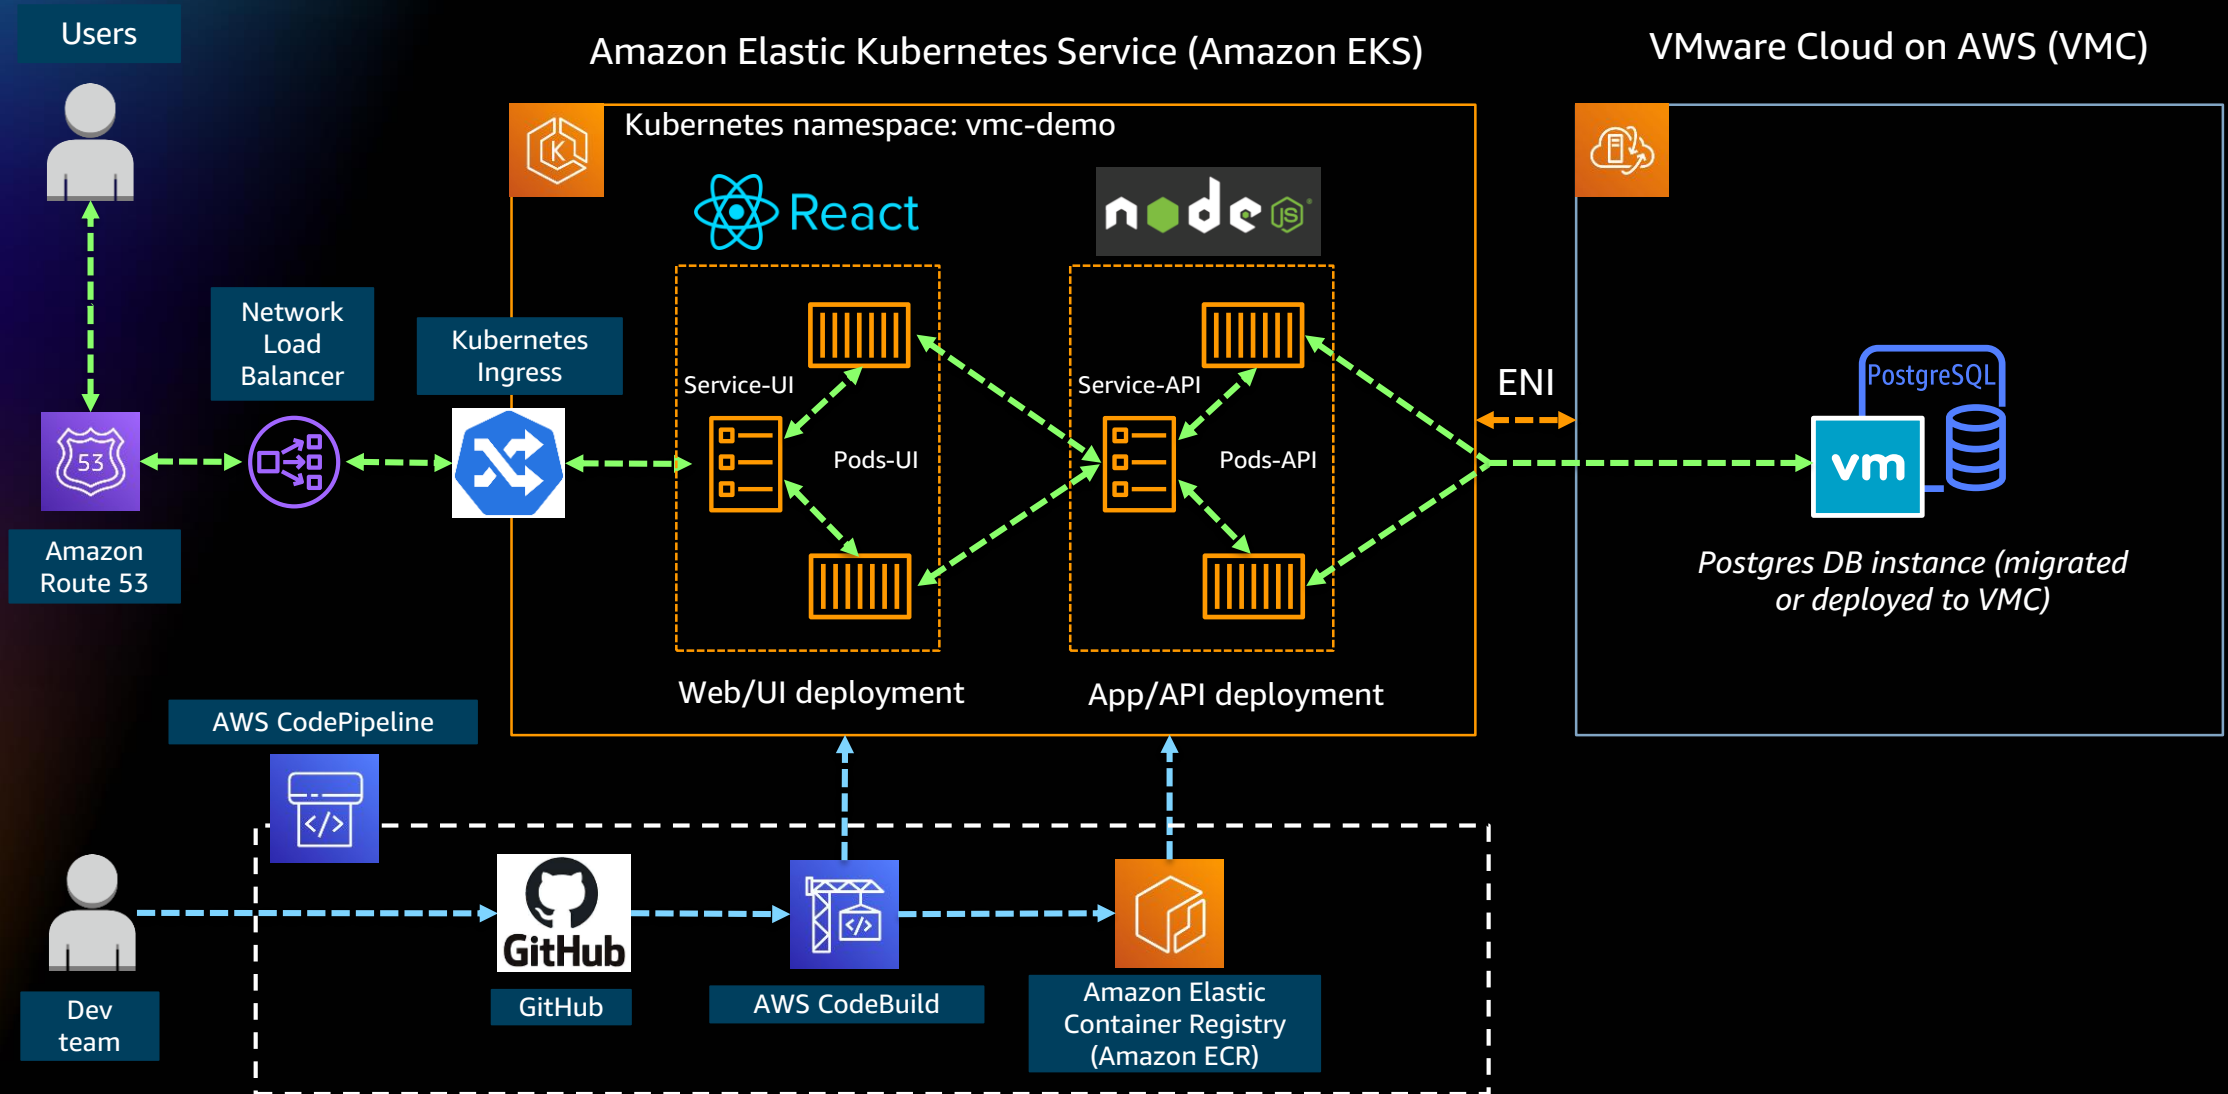 Users
Amazon Elastic Kubernetes Service (Amazon EKS)
VMware Cloud on AWS (VMC)
Kubernetes namespace: vmc-demo
K
React
node
JS
Network
Load
Balancer
Kubernetes
Ingress
Service-UI
Pods-UI
Service-API
Pods-API
ENI
PostgreSQL
vm
53
Amazon
Route 53
Postgres DB instance (migrated
or deployed to VMC)
Web/UI deployment
App/API deployment
AWS CodePipeline
</>
GitHub
</>
Dev
team
GitHub
AWS CodeBuild
Amazon Elastic
Container Registry
(Amazon ECR)